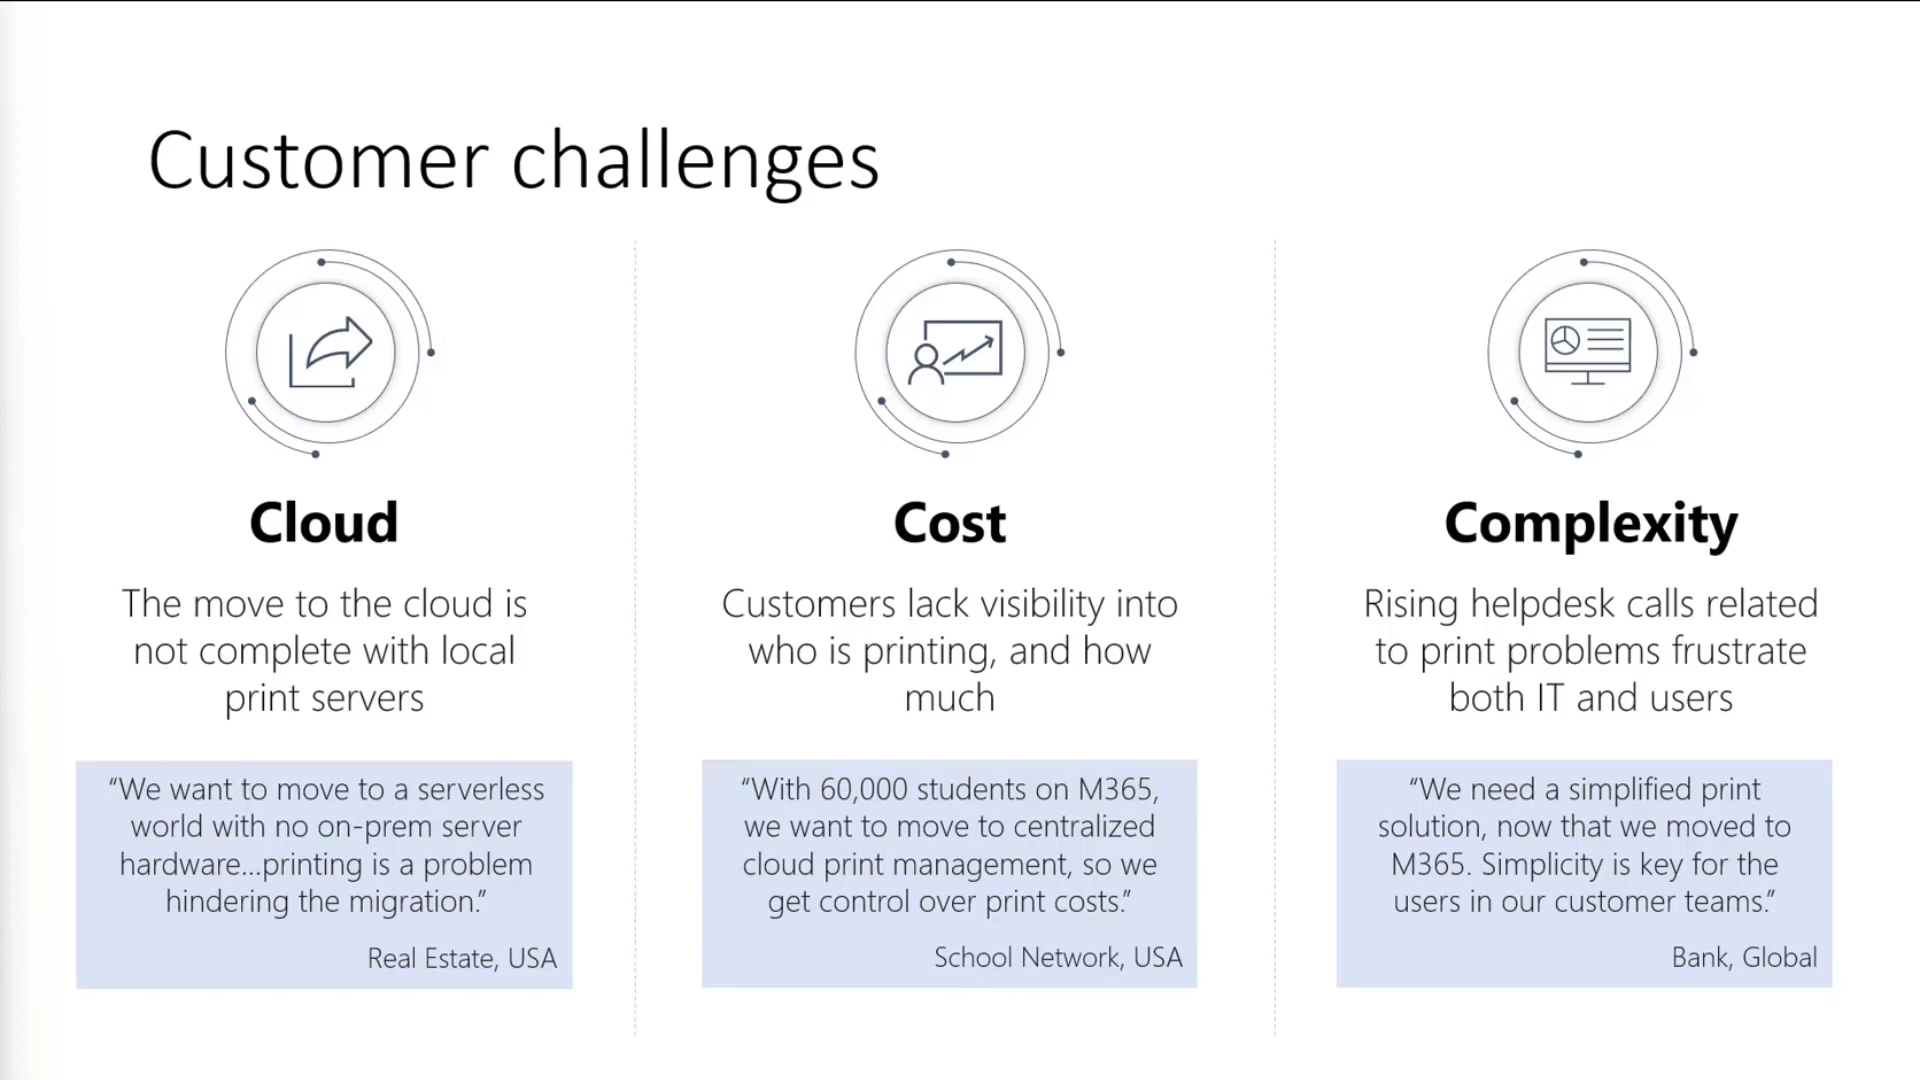 Customer challenges
Cloud
The move to the cloud is
not complete with local
print servers
“We want to move to a serverless
world with no on-prem server
hardware...printing is a problem
hindering the migration.”
Real Estate, USA
Cost
Customers lack visibility into
who is printing, and how
much
“With 60,000 students on M365,
we want to move to centralized
cloud print management, so we
get control over print costs.”
School Network, USA
Complexity
Rising helpdesk calls related
to print problems frustrate
both IT and users
“We need a simplified print
solution, now that we moved to
M365. Simplicity is key for the
users in our customer teams.”
Bank, Global